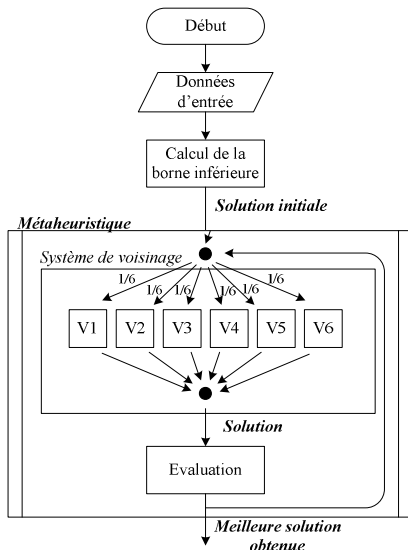 Début
Données
d'entrée
Calcul de la
borne inférieure
Solution initiale
Métaheuristique
Système de voisinage
1/6 1/6 1/6 1/6 1/6 1/6
V1 V2 V3 V4 V5 V6
Solution
Evaluation
Meilleure solution
obtenue